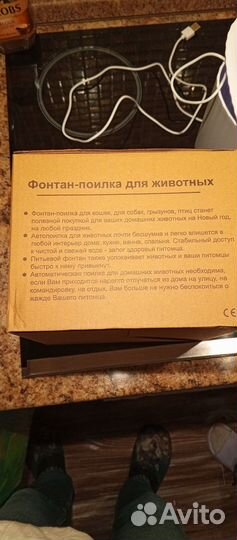 OBS
Фонтан-поилка для животных
Фонтан-поилка для кошек, для собак, грызунов, птиц станет
полезной покупкой для ваших домашних животных на Новый год,
на любой праздник.
Автопоилка для животных почти бесшумна и легко впишется в
любой интерьер дома: кухня, ванна, спальня. Стабильный доступ
к чистой и свежей воде - залог здоровья питомца.
Питьевой фонтан также успокаивает животных и ваши питомцы
быстро к нему привыкнут.
Автоматическая поилка для домашних животных необходима,
если Вам приходится надолго отлучаться из дома на улицу, на
командировку, на отдых, Вам больше не нужно беспокоиться о
жажде Вашего питомца.
CE
Avito